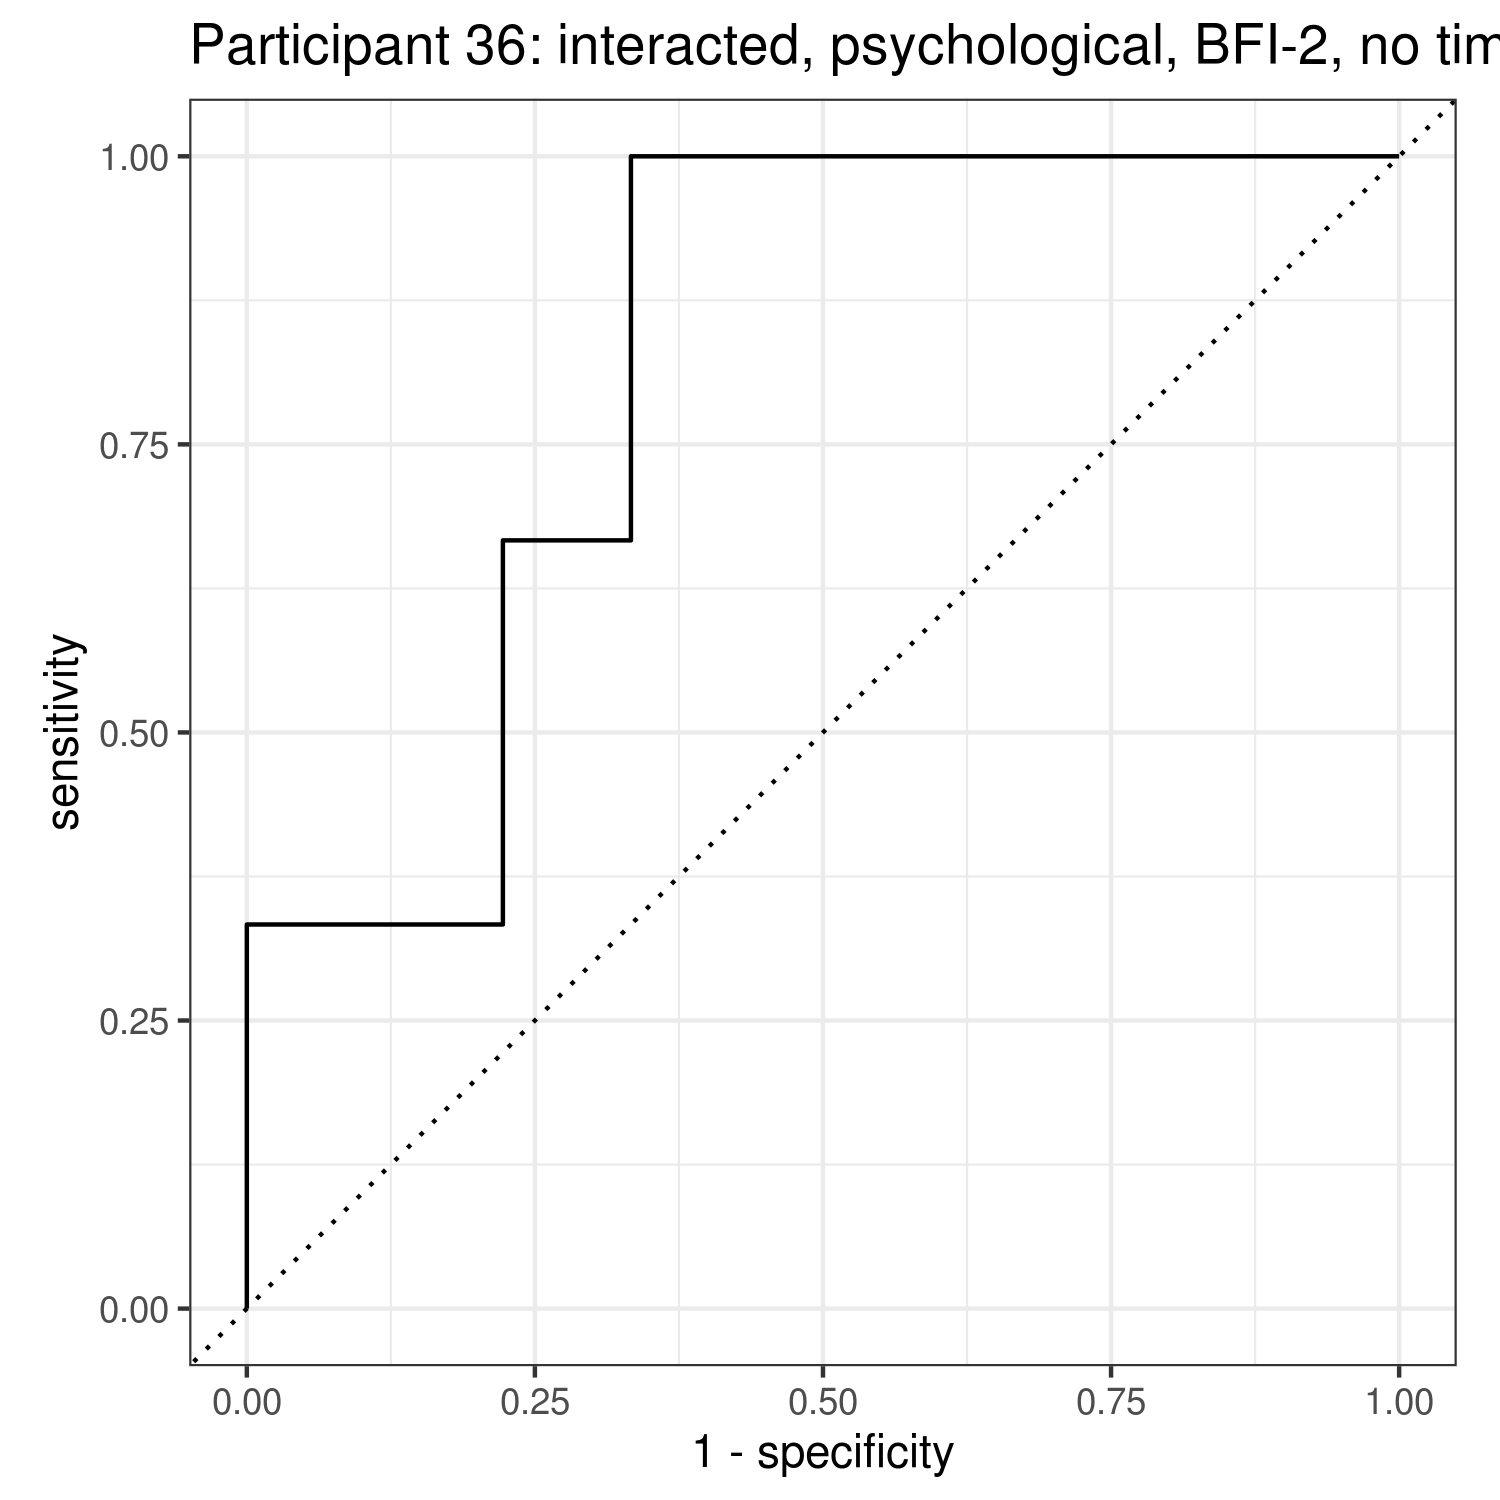 Participant 36: interacted, psychological, BFI-2, no tim
1.00
0.75
0.50
0.25
0.00
sensitivity
0.00 0.25 0.50 0.75 1.00
1 - specificity